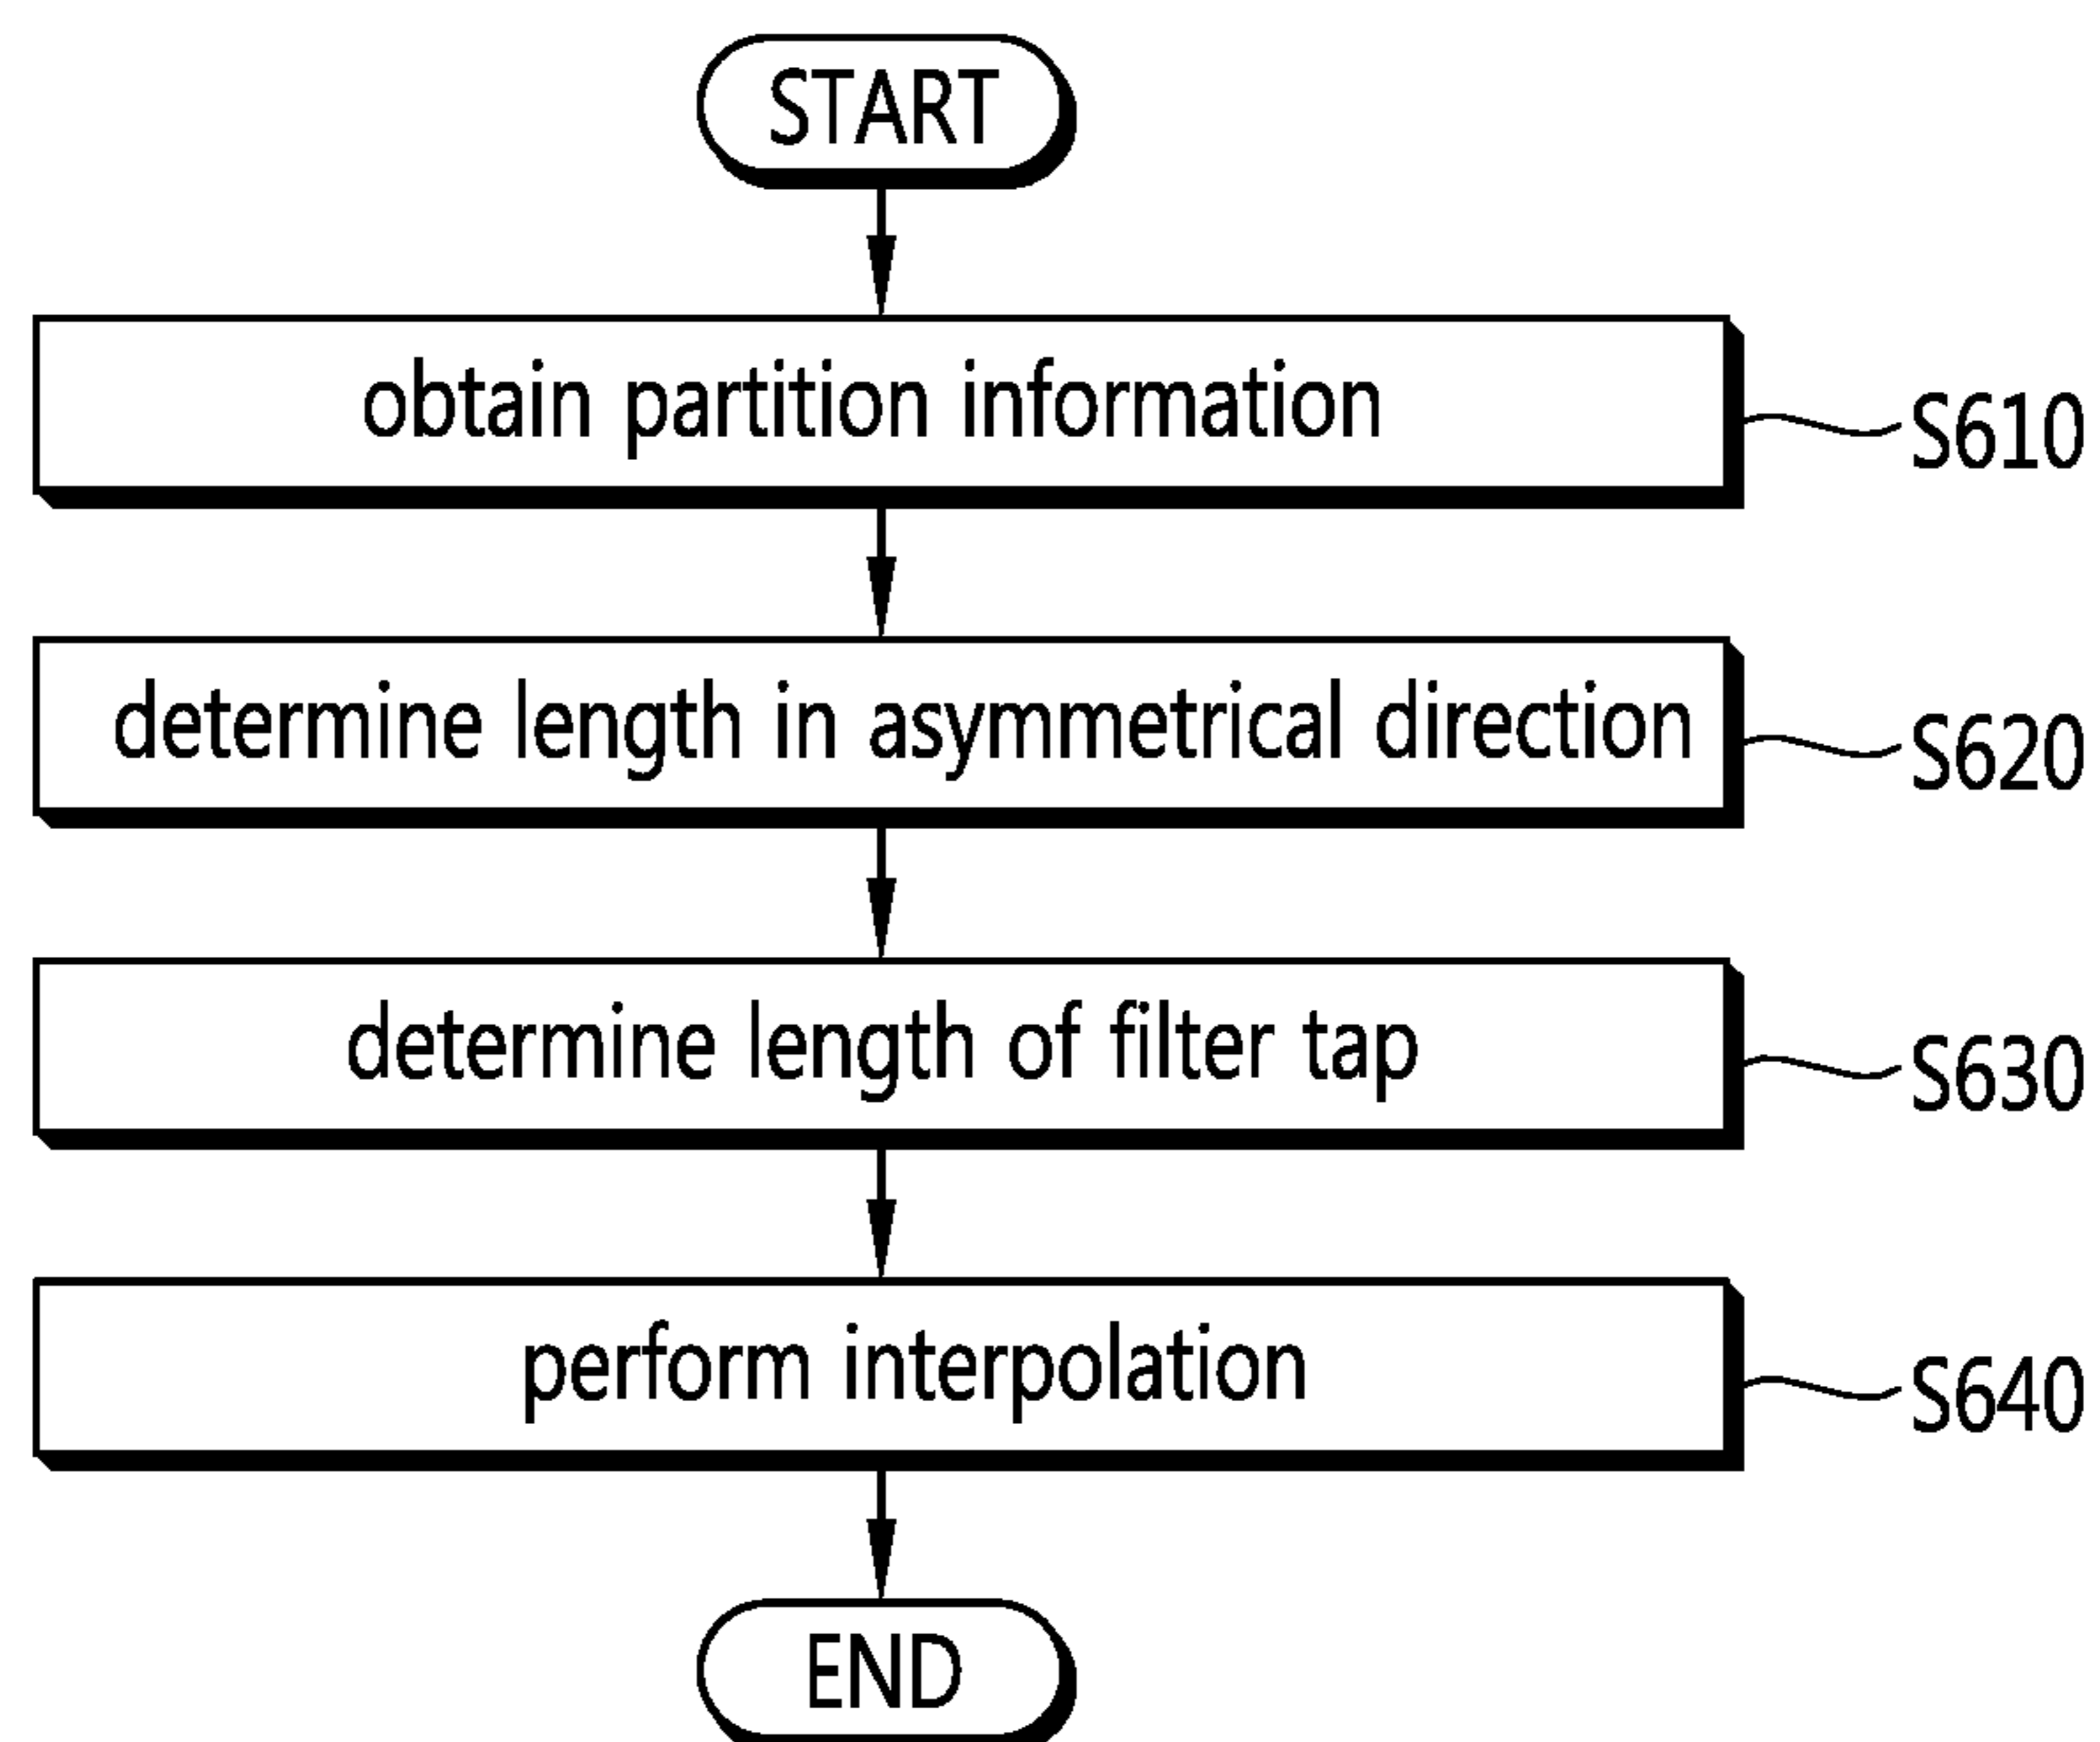 START
obtain partition information
S610
determine length in asymmetrical direction
S620
determine length of filter tap
S630
perform interpolation
S640
END